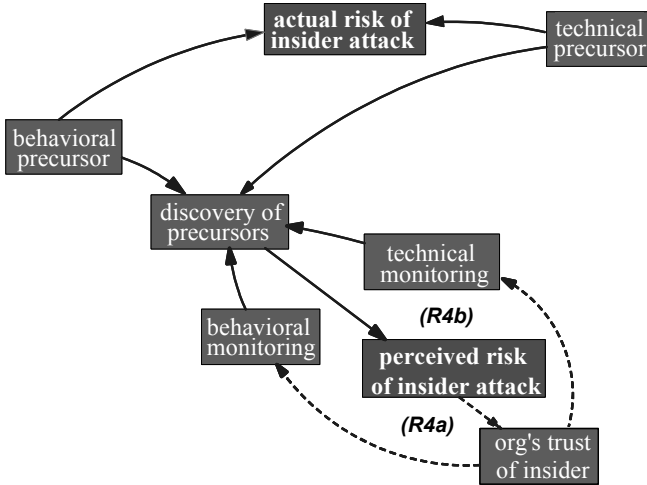 actual risk of
insider attack
technical
precursor
behavioral
precursor
discovery of
precursors
technical
monitoring
behavioral
monitoring
(R4b)
perceived risk
of insider attack
(R4a)
org's trust
of insider